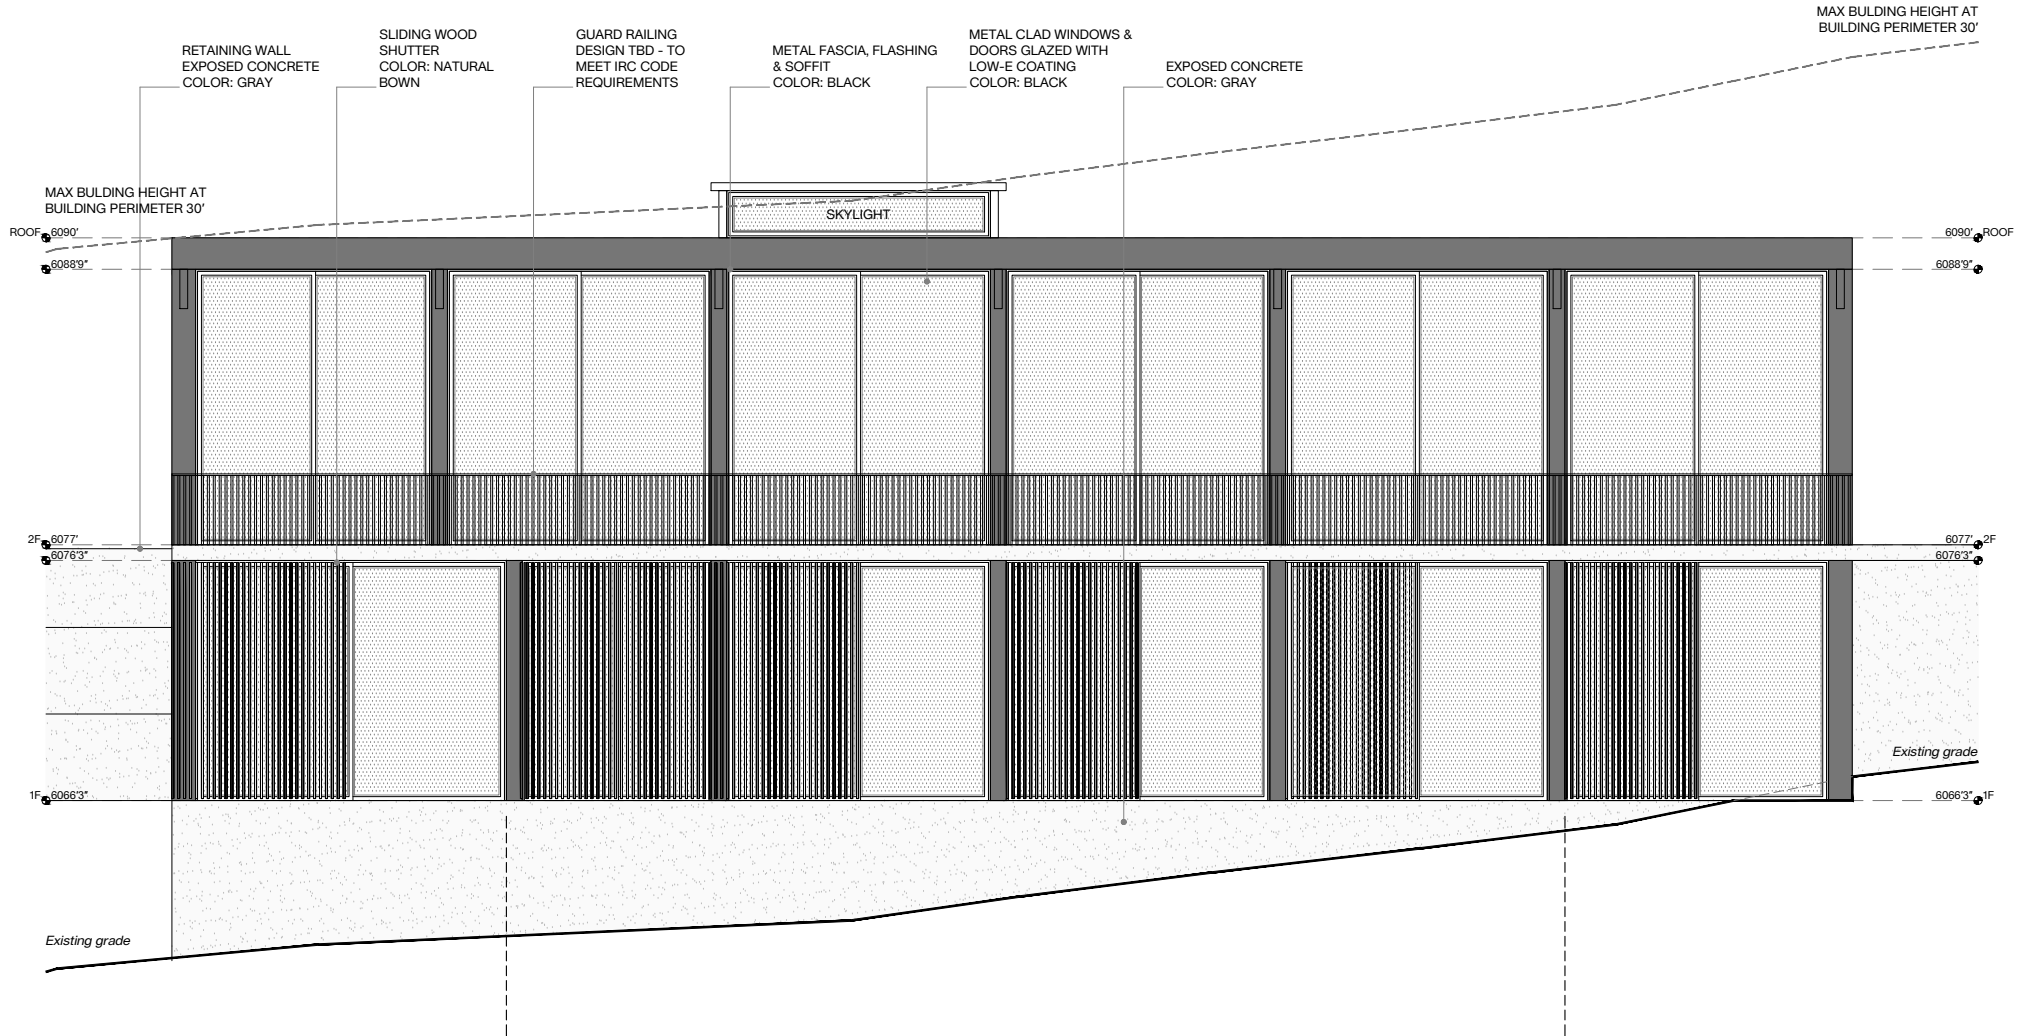 MAX BULDING HEIGHT AT
BUILDING PERIMETER 30'
RETAINING WALL
EXPOSED CONCRETE
COLOR: GRAY
SLIDING WOOD
SHUTTER
COLOR: NATURAL
BOWN
GUARD RAILING
DESIGN TBD - TO
MEET IRC CODE
REQUIREMENTS
METAL FASCIA, FLASHING
& SOFFIT
COLOR: BLACK
METAL CLAD WINDOWS &
DOORS GLAZED WITH
LOW-E COATING
COLOR: BLACK
EXPOSED CONCRETE
COLOR: GRAY
MAX BULDING HEIGHT AT
BUILDING PERIMETER 30'
SKYLIGHT
ROOF 6090'
6090' ROOF
6088'9"
6088'9"
2F 6077'
6077' 2F
6076'3"
6076'3"
Existing grade
1F 6066'3"
6066'3" 1F
Existing grade